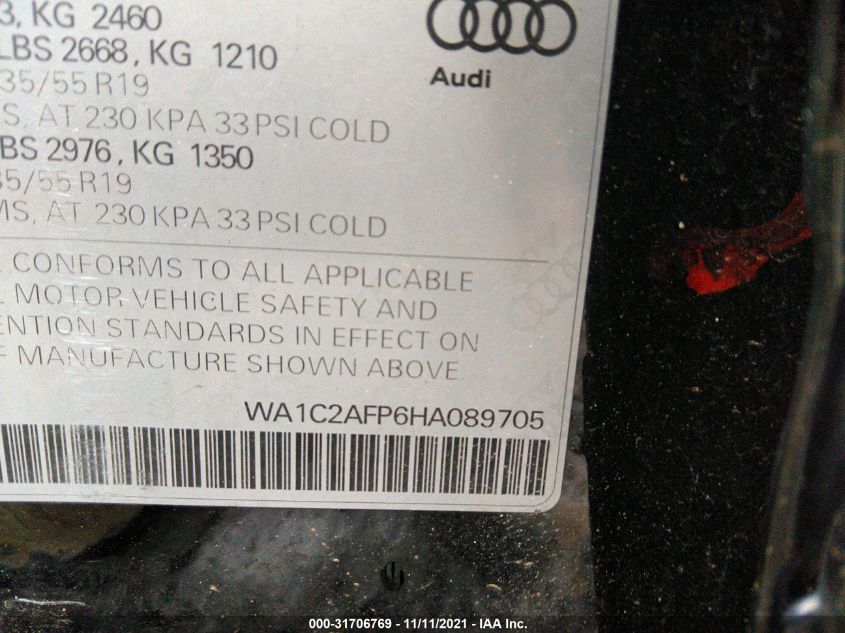 3, KG 2460
LBS 2668, KG 1210
35/55 R19
S, AT 230 KPA 33 PSI COLD
BS 2976, KG 1350
35/55 R19
MS, AT 230 KPA 33 PSI COLD
Audi
CONFORMS TO ALL APPLICABLE
MOTOR VEHICLE SAFETY AND
ENTION STANDARDS IN EFFECT ON
F MANUFACTURE SHOWN ABOVE
WA1C2AFP6HA089705
000-31706769 - 11/11/2021 - IAA Inc.